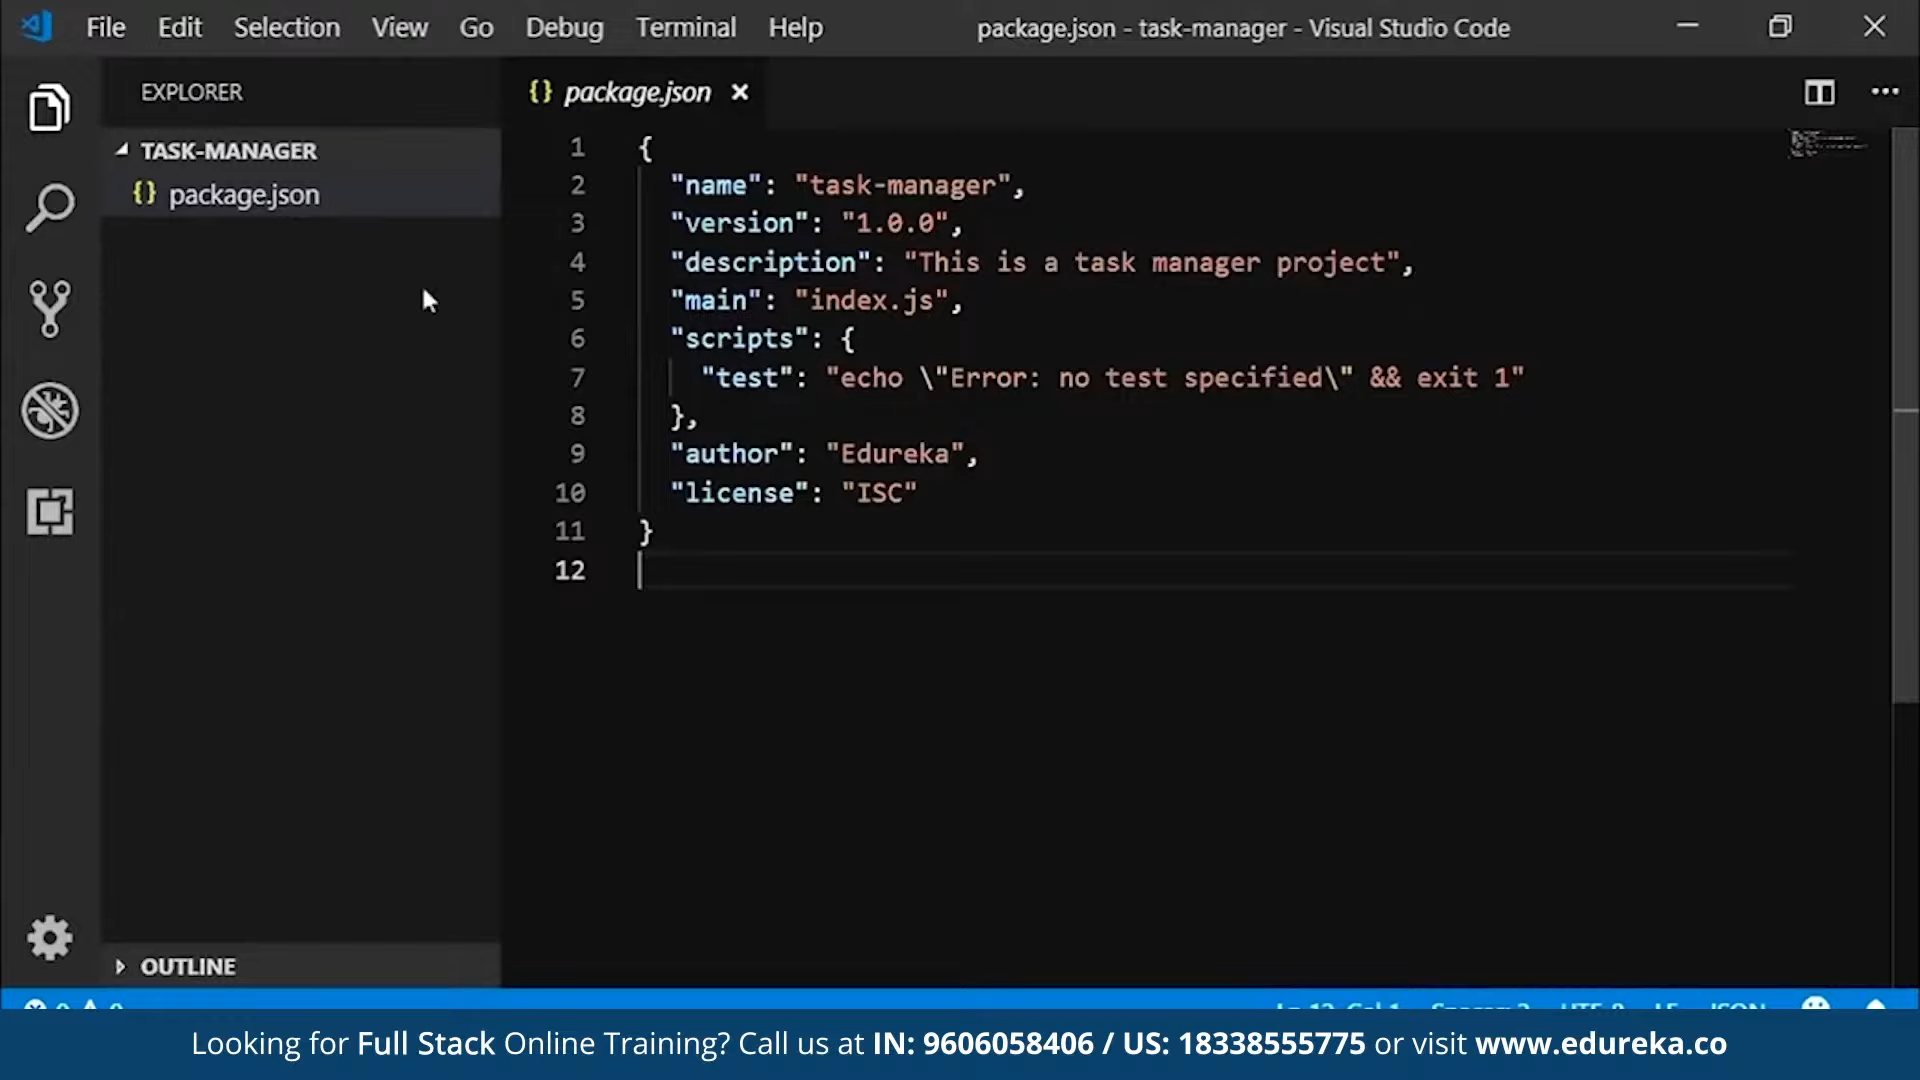 File Edit Selection View Go Debug Terminal Help package.json - task-manager - Visual Studio Code
EXPLORER
TASK-MANAGER
{} package.json
OUTLINE
{} package.json
1 {
2 "name": "task-manager",
3 "version": "1.0.0",
4 "description": "This is a task manager project",
5 "main": "index.js",
6 "scripts": {
7 "test": "echo \"Error: no test specified\" && exit 1"
8 },
9 "author": "Edureka",
10 "license": "ISC"
11 }
12
Looking for Full Stack Online Training? Call us at IN: 9606058406 / US: 18338555775 or visit www.edureka.co